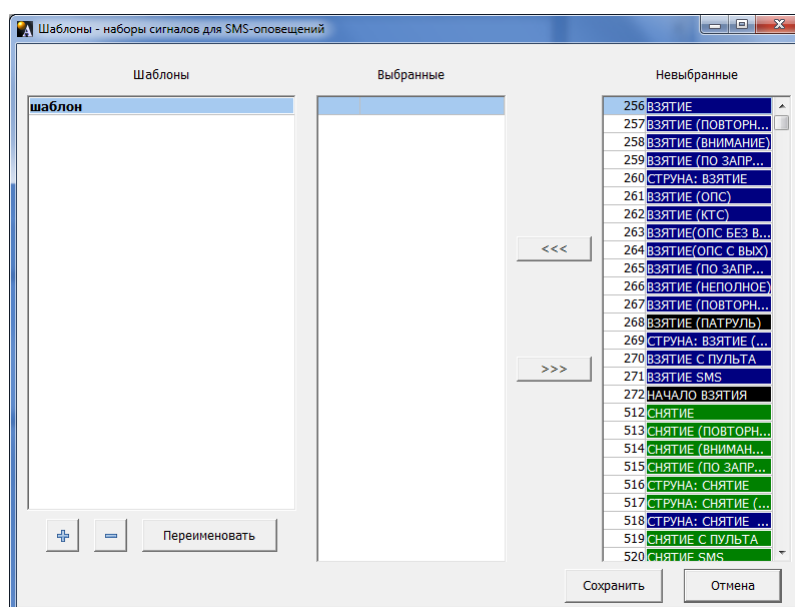 Шаблоны - наборы сигналов для SMS-оповещений
Шаблоны
Выбранные
Невыбранные
шаблон
256 ВЗЯТИЕ
257 ВЗЯТИЕ (ПОВТОРН...
258 ВЗЯТИЕ (ВНИМАНИЕ)
259 ВЗЯТИЕ (ПО ЗАПР...
260 СТРУНА: ВЗЯТИЕ
261 ВЗЯТИЕ (ОПС)
262 ВЗЯТИЕ (КТС)
263 ВЗЯТИЕ(ОПС БЕЗ В...
264 ВЗЯТИЕ(ОПС С ВЫХ)
265 ВЗЯТИЕ (ПО ЗАПР...
266 ВЗЯТИЕ (НЕПОЛНОЕ)
267 ВЗЯТИЕ (ПОВТОРН...
268 ВЗЯТИЕ (ПАТРУЛЬ)
269 СТРУНА: ВЗЯТИЕ (...
270 ВЗЯТИЕ С ПУЛЬТА
271 ВЗЯТИЕ SMS
272 НАЧАЛО ВЗЯТИЯ
512 СНЯТИЕ
513 СНЯТИЕ (ПОВТОРН...
514 СНЯТИЕ (ВНИМАН...
515 СНЯТИЕ (ПО ЗАПР...
516 СТРУНА: СНЯТИЕ
517 СТРУНА: СНЯТИЕ (...
518 СТРУНА: СНЯТИЕ ...
519 СНЯТИЕ С ПУЛЬТА
520 СНЯТИЕ SMS
<<<
>>>
Переименовать
Сохранить
Отмена